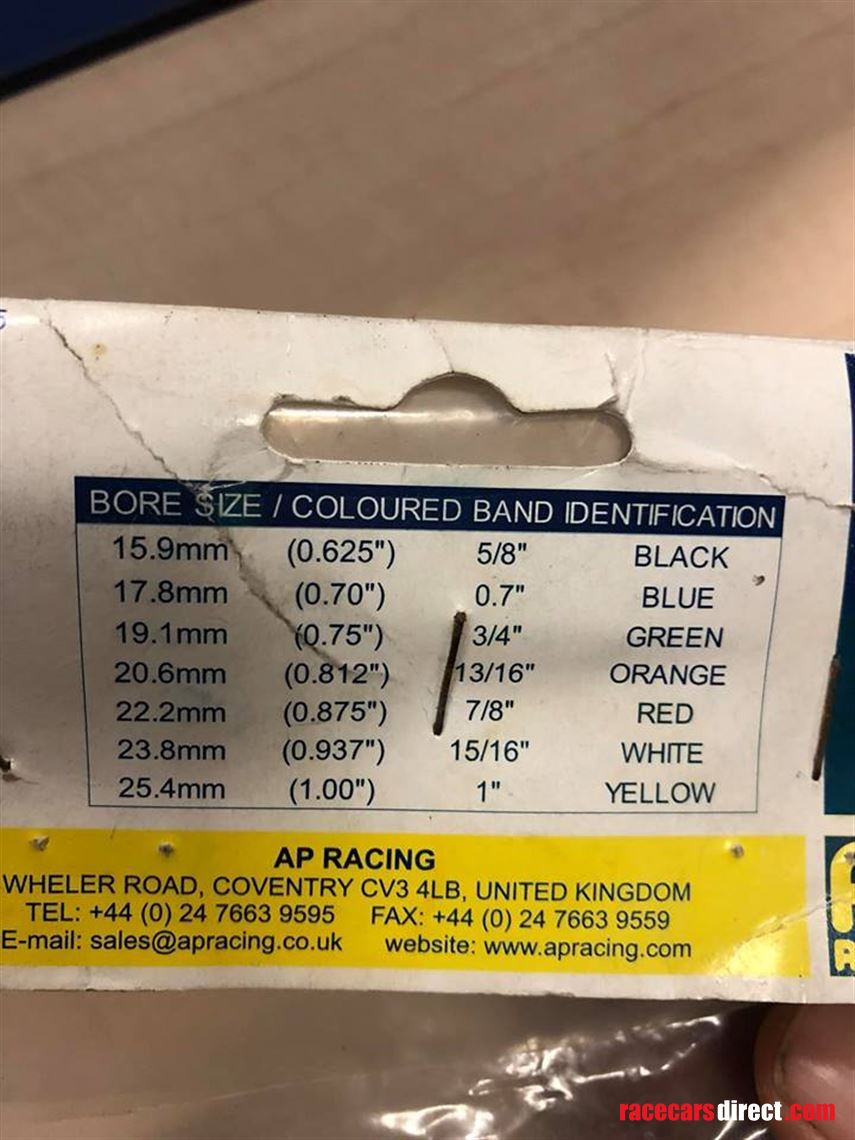 BORE SIZE / COLOURED BAND IDENTIFICATION
15.9mm (0.625") 5/8" BLACK
17.8mm (0.70") 0.7" BLUE
19.1mm (0.75") 3/4" GREEN
20.6mm (0.812") 13/16" ORANGE
22.2mm (0.875") 7/8" RED
23.8mm (0.937") 15/16" WHITE
25.4mm (1.00") 1" YELLOW
AP RACING
WHELER ROAD, COVENTRY CV3 4LB, UNITED KINGDOM
TEL: +44 (0) 24 7663 9595 FAX: +44 (0) 24 7663 9559
E-mail: sales@apracing.co.uk website: www.apracing.com
racecarsdirect.com